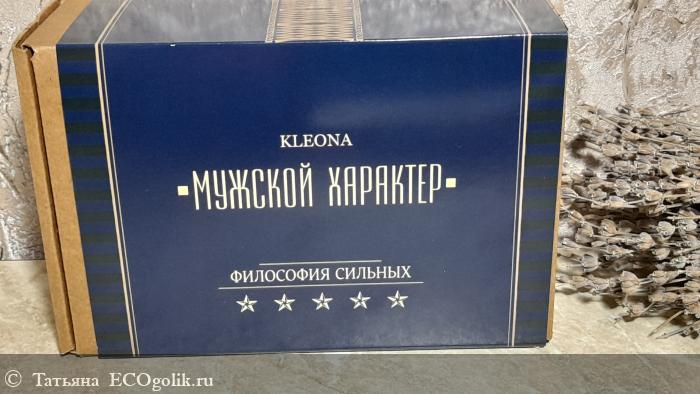 KLEONA
МУЖСКОЙ ХАРАКТЕР
ФИЛОСОФИЯ СИЛЬНЫХ
© Татьяна ECOgolik.ru